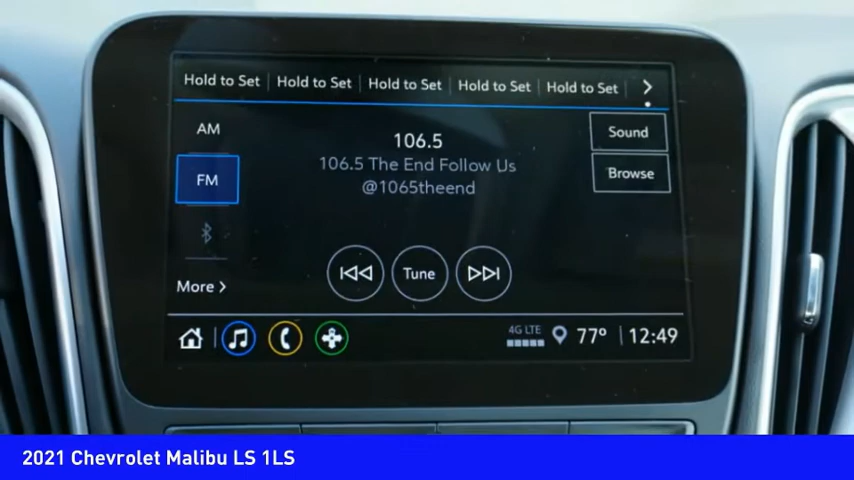 Hold to Set Hold to Set Hold to Set Hold to Set Hold to Set
AM
106.5
Sound
106.5 The End Follow Us
@1065theend
FM
Browse
More
Tune
4G LTE
77° 12:49
2021 Chevrolet Malibu LS 1LS